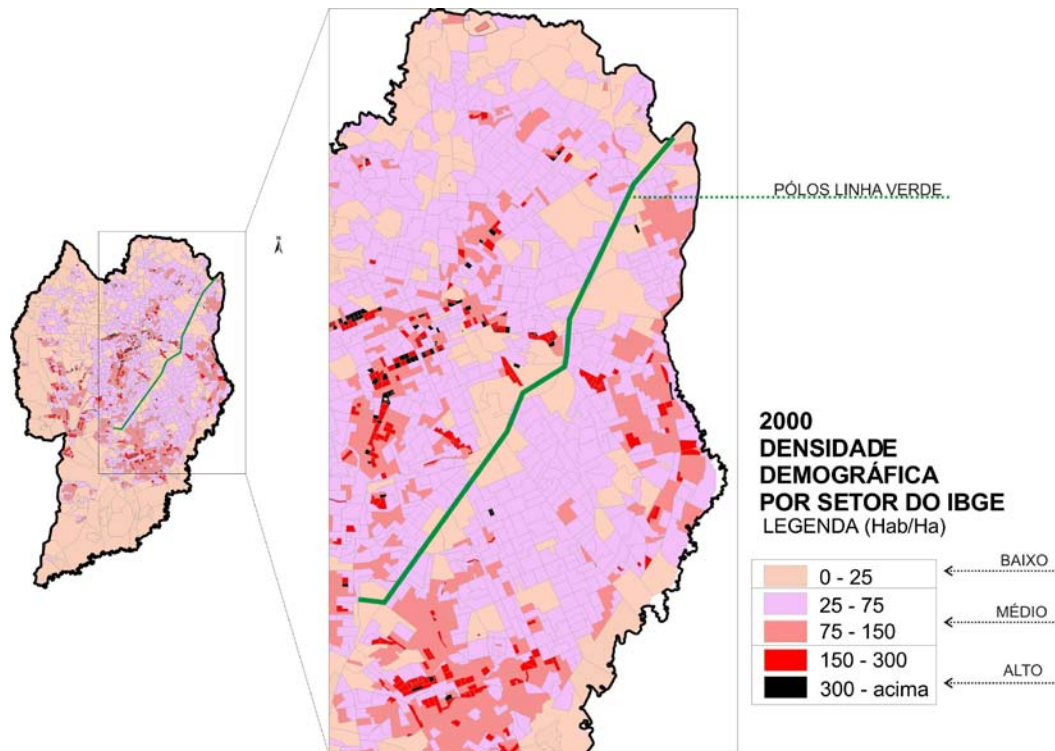 PÓLOS LINHA VERDE
N
2000
DENSIDADE
DEMOGRÁFICA
POR SETOR DO IBGE
LEGENDA (Hab/Ha)
0 - 25
BAIXO
25 - 75
MÉDIO
75 - 150
150 - 300
ALTO
300 - acima